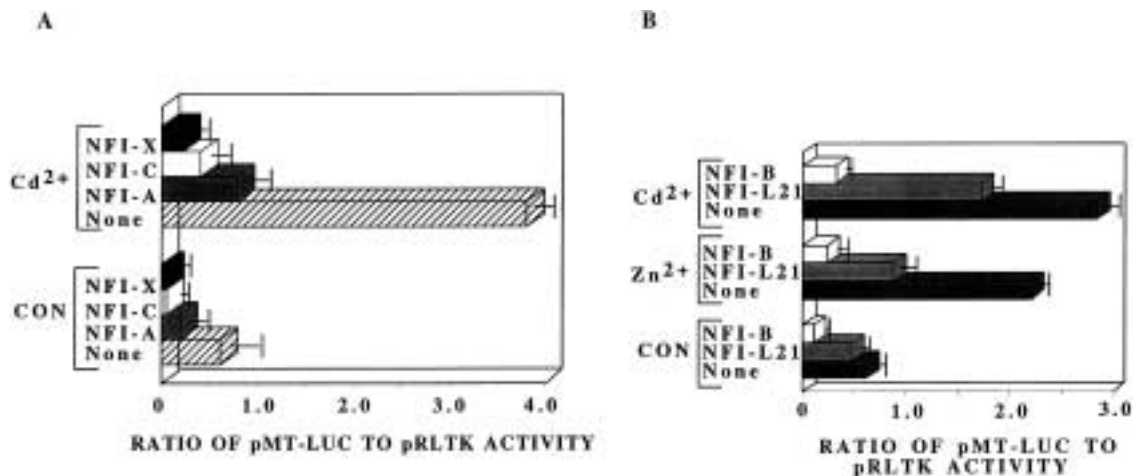 A
Cd2+
NFI-X
NFI-C
NFI-A
None
CON
NFI-X
NFI-C
NFI-A
None
0 1.0 2.0 3.0 4.0
RATIO OF pMT-LUC TO pRLTK ACTIVITY
B
Cd2+
NFI-B
NFI-L21
None
Zn2+
NFI-B
NFI-L21
None
CON
NFI-B
NFI-L21
None
0 1.0 2.0 3.0
RATIO OF pMT-LUC TO
pRLTK ACTIVITY